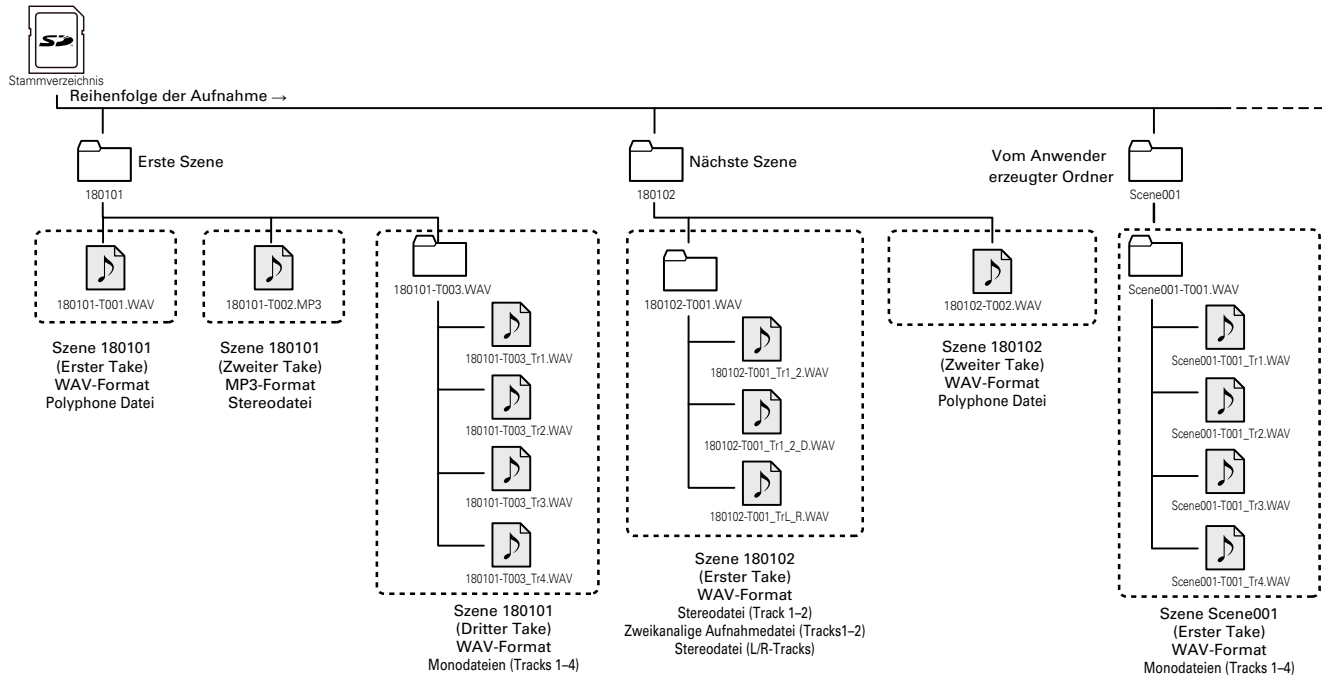 SD
Stammverzeichnis
Reihenfolge der Aufnahme →
Erste Szene
180101
180101-T001.WAV
Szene 180101
(Erster Take)
WAV-Format
Polyphone Datei
180101-T002.MP3
Szene 180101
(Zweiter Take)
MP3-Format
Stereodatei
180101-T003.WAV
180101-T003_Tr1.WAV
180101-T003_Tr2.WAV
180101-T003_Tr3.WAV
180101-T003_Tr4.WAV
Szene 180101
(Dritter Take)
WAV-Format
Monodateien (Tracks 1–4)
Nächste Szene
180102
180102-T001.WAV
180102-T001_Tr1_2.WAV
180102-T001_Tr1_2_D.WAV
180102-T001_TrL_R.WAV
Szene 180102
(Erster Take)
WAV-Format
Stereodatei (Track 1–2)
Zweikanalige Aufnahmedatei (Tracks1–2)
Stereodatei (L/R-Tracks)
180102-T002.WAV
Szene 180102
(Zweiter Take)
WAV-Format
Polyphone Datei
Vom Anwender
erzeugter Ordner
Scene001
Scene001-T001.WAV
Scene001-T001_Tr1.WAV
Scene001-T001_Tr2.WAV
Scene001-T001_Tr3.WAV
Scene001-T001_Tr4.WAV
Szene Scene001
(Erster Take)
WAV-Format
Monodateien (Tracks 1–4)